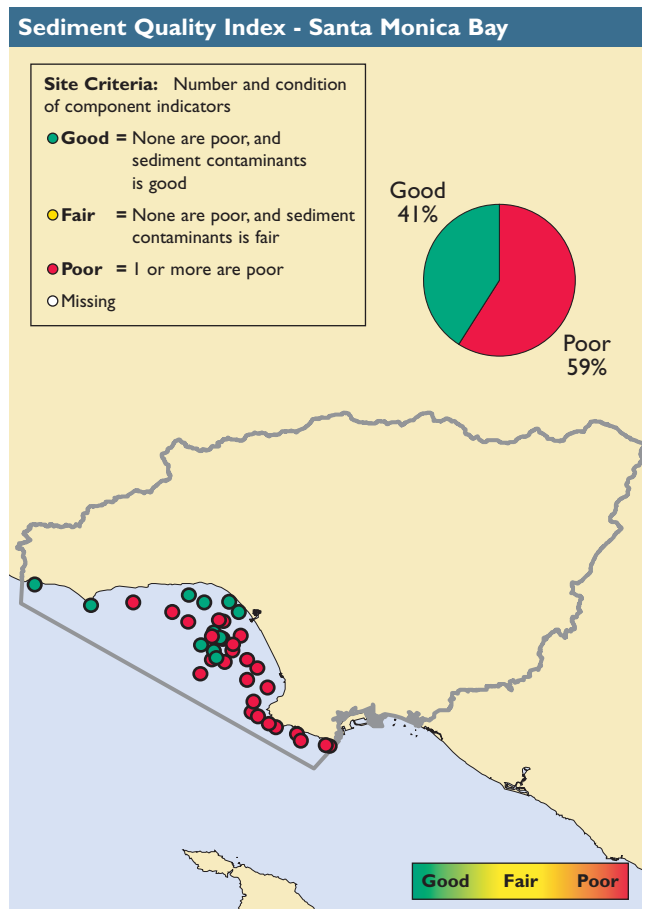 Sediment Quality Index - Santa Monica Bay
Site Criteria: Number and condition
of component indicators
Good = None are poor, and
sediment contaminants
is good
Fair = None are poor, and sediment
contaminants is fair
Poor = 1 or more are poor
Missing
Good
41%
Poor
59%
Good Fair Poor